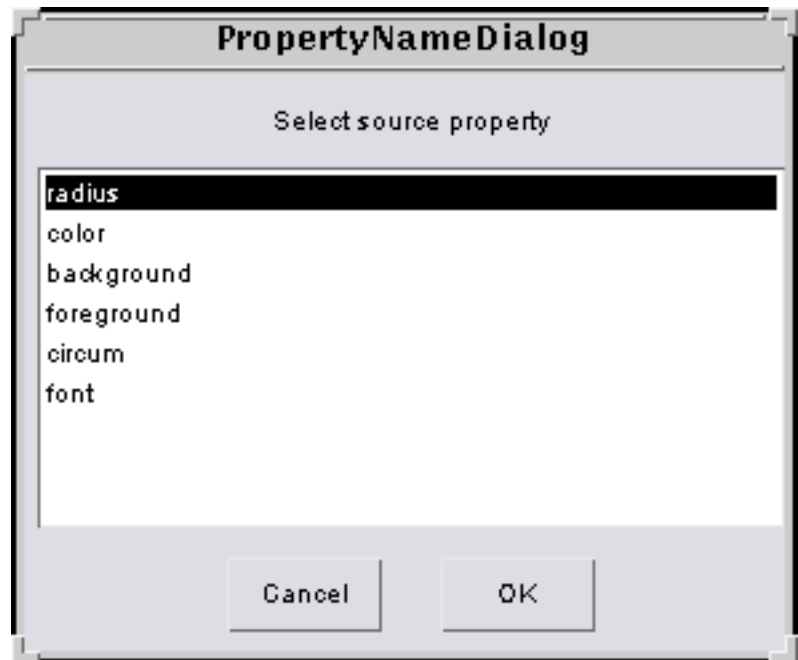 PropertyNameDialog
Select source property
radius
color
background
foreground
circum
font
Cancel OK